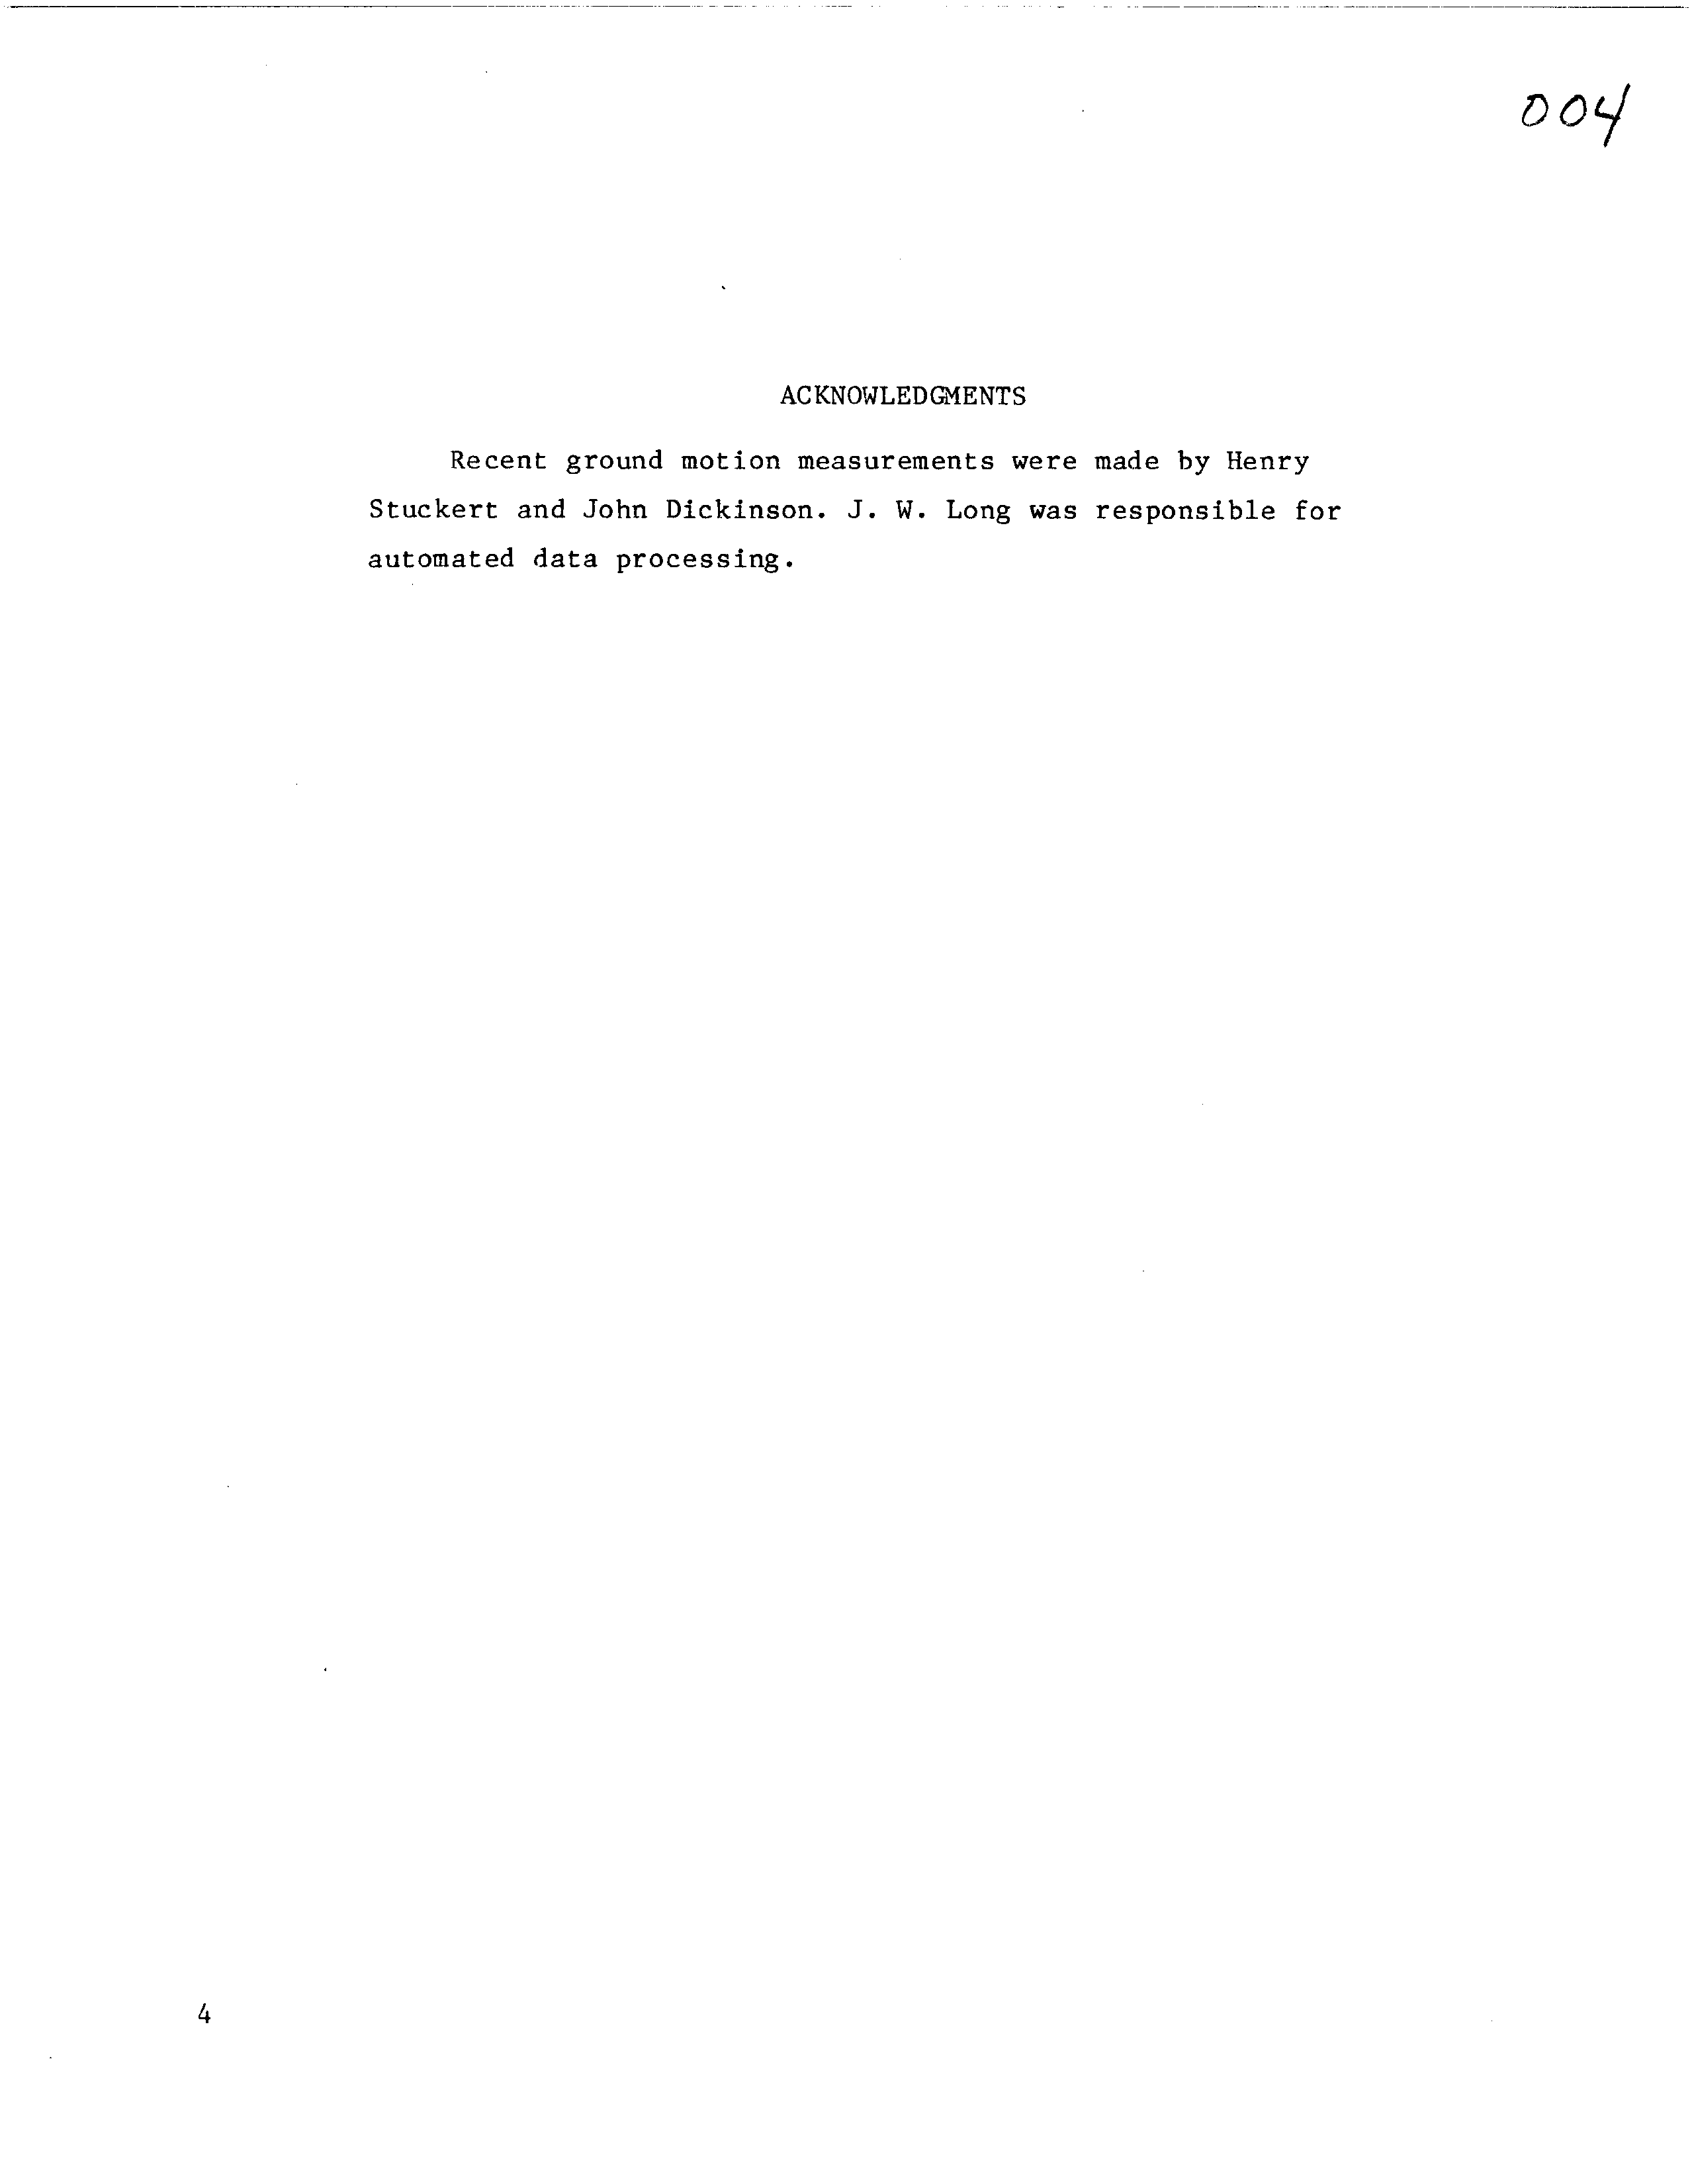 004
ACKNOWLEDGMENTS
Recent ground motion measurements were made by Henry
Stuckert and John Dickinson. J. W. Long was responsible for
automated data processing.
4